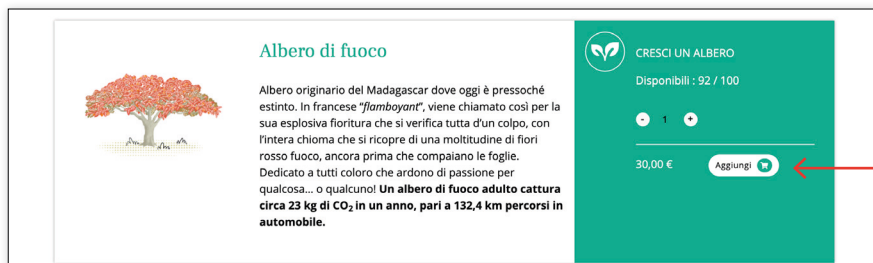 Albero di fuoco
Albero originario del Madagascar dove oggi è pressoché
estinto. In francese “flamboyant”, viene chiamato così per la
sua esplosiva fioritura che si verifica tutta d’un colpo, con
l’intera chioma che si ricopre di una moltitudine di fiori
rosso fuoco, ancora prima che compaiano le foglie.
Dedicato a tutti coloro che ardono di passione per
qualcosa... o qualcuno! Un albero di fuoco adulto cattura
circa 23 kg di CO₂ in un anno, pari a 132,4 km percorsi in
automobile.
CRESCI UN ALBERO
Disponibili : 92 / 100
- 1 +
30,00 € Aggiungi